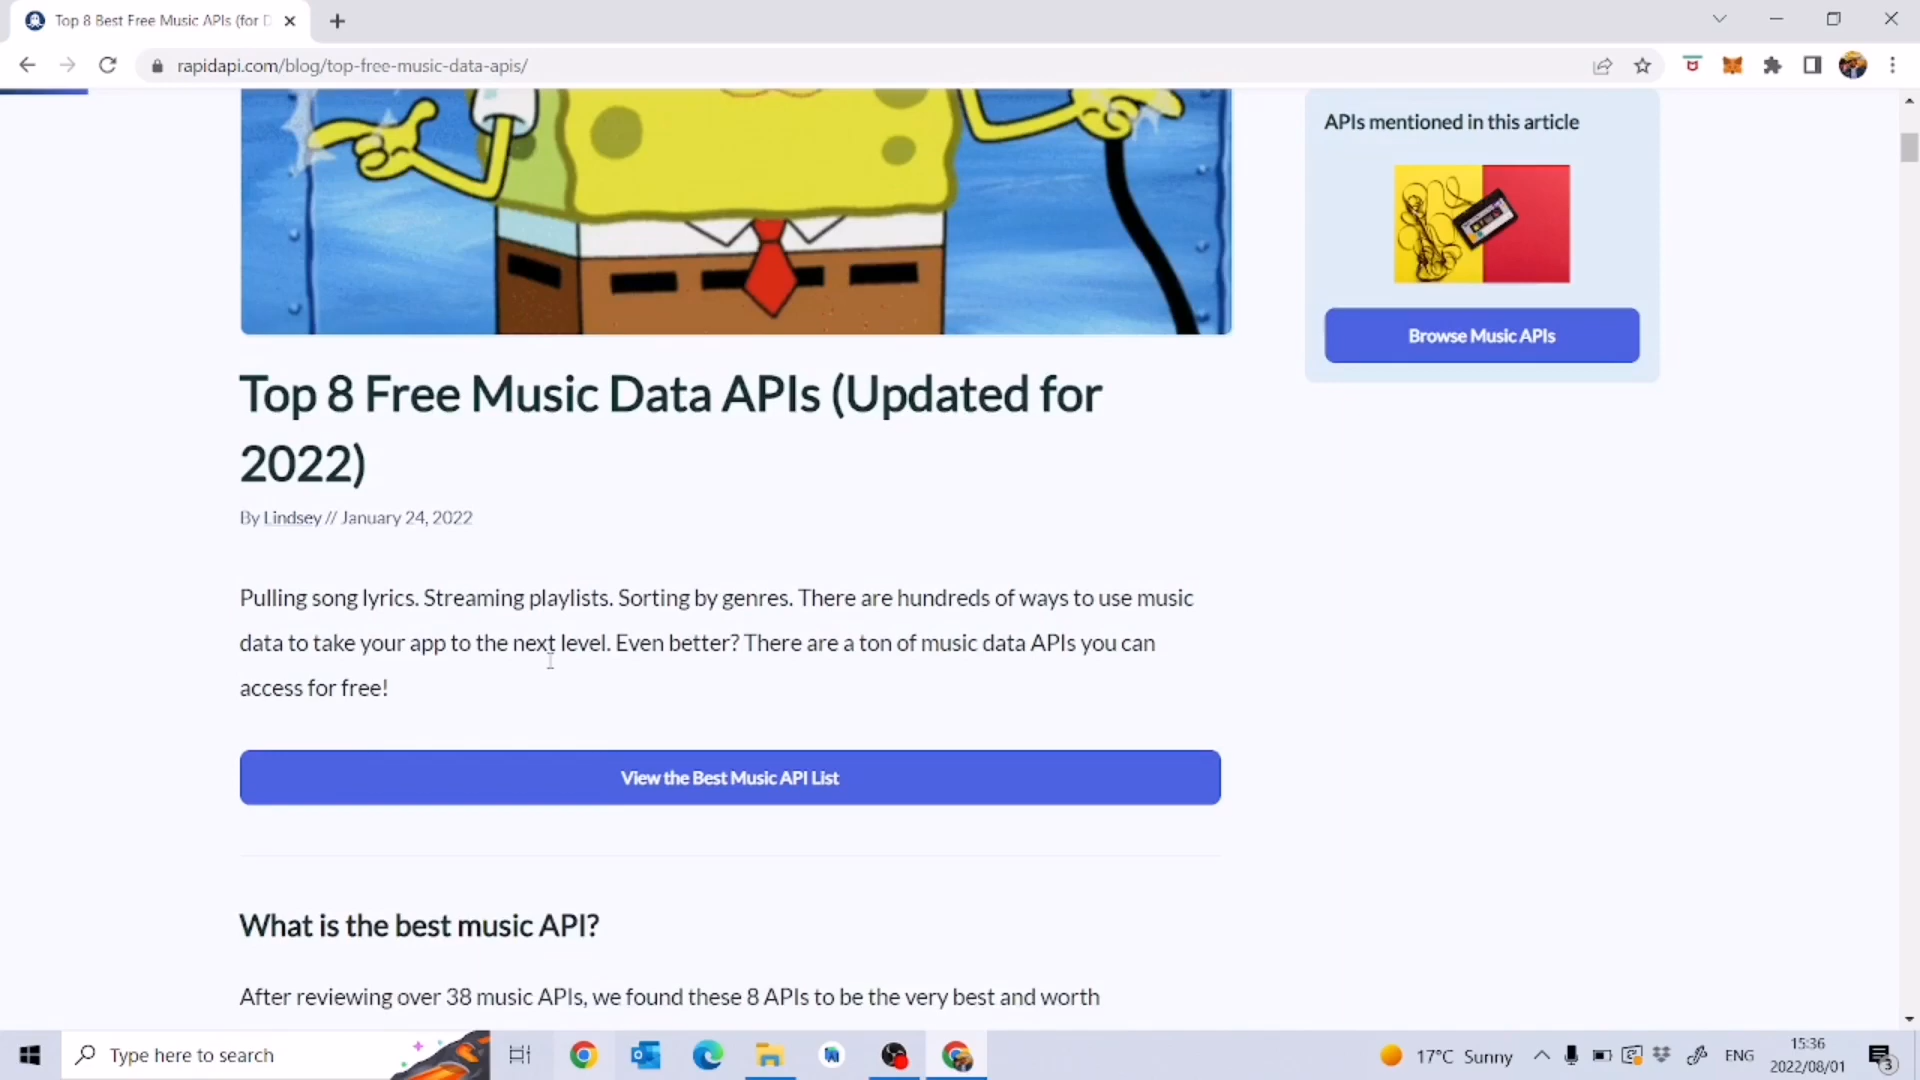 Top 8 Best Free Music APIs (for D
rapidapi.com/blog/top-free-music-data-apis/
APIs mentioned in this article
Browse Music APIs
Top 8 Free Music Data APIs (Updated for
2022)
By Lindsey // January 24, 2022
Pulling song lyrics. Streaming playlists. Sorting by genres. There are hundreds of ways to use music
data to take your app to the next level. Even better? There are a ton of music data APIs you can
access for free!
View the Best Music API List
What is the best music API?
After reviewing over 38 music APIs, we found these 8 APIs to be the very best and worth
Type here to search
17°C Sunny
ENG
15:36
2022/08/01
3